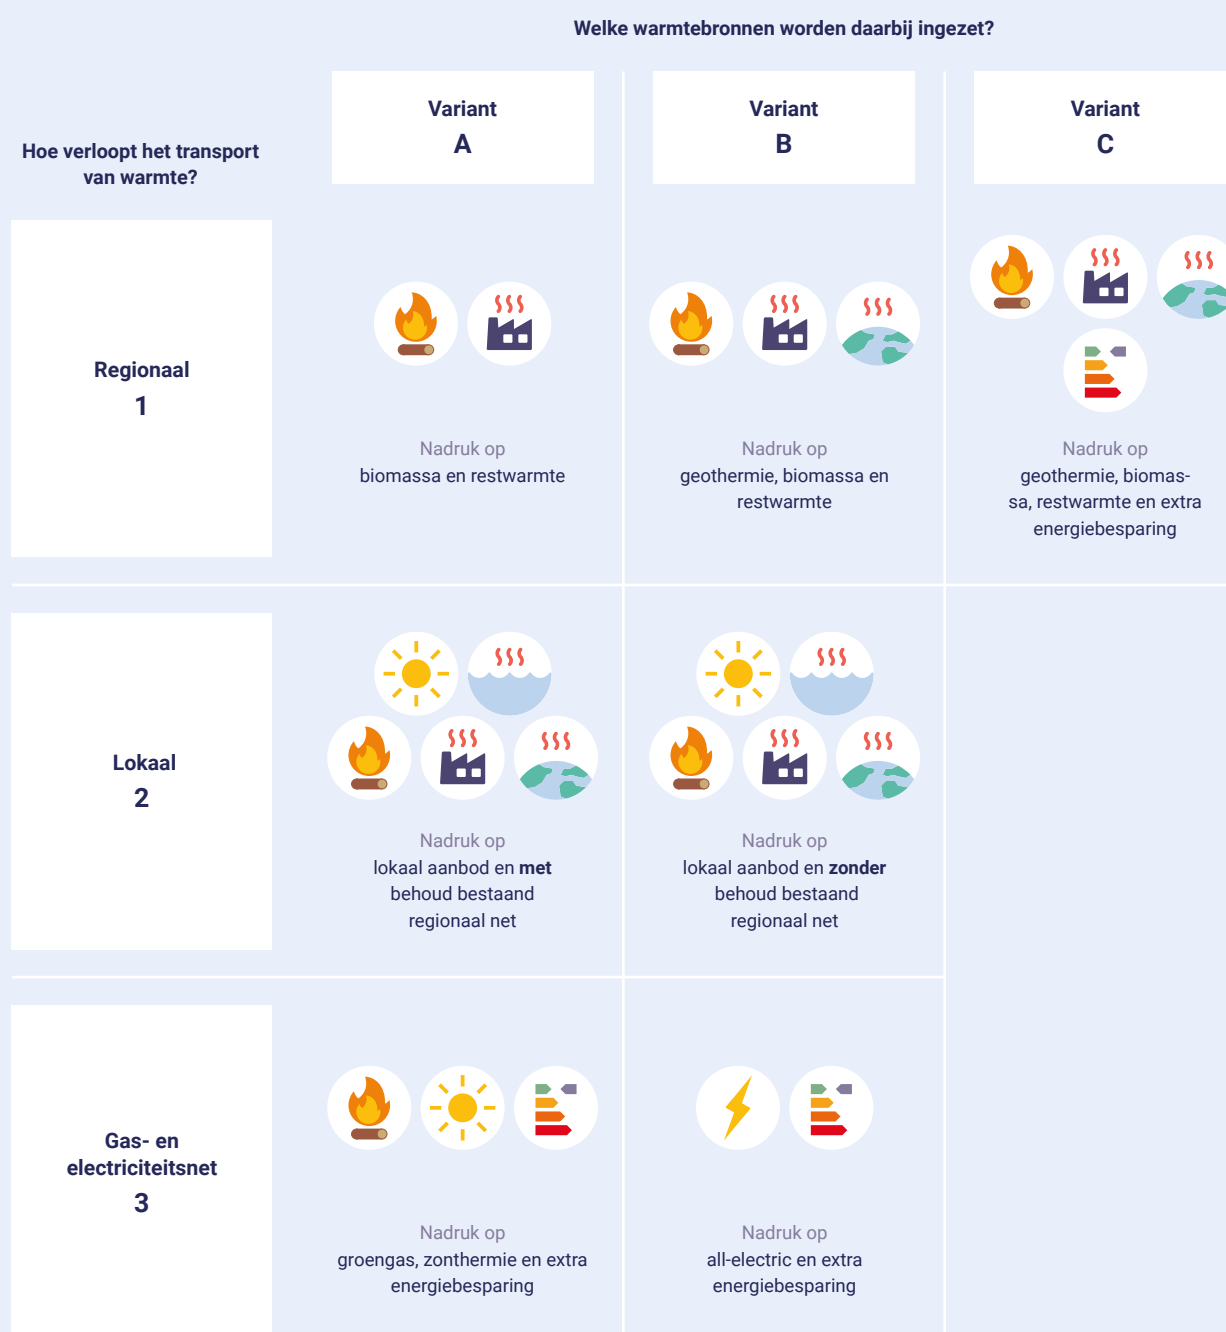 Welke warmtebronnen worden daarbij ingezet?
Hoe verloopt het transport
van warmte?
Variant
A
Variant
B
Variant
C
Regionaal
1
Nadruk op
biomassa en restwarmte
Nadruk op
geothermie, biomassa en
restwarmte
Nadruk op
geothermie, biomas-
sa, restwarmte en extra
energiebesparing
Lokaal
2
Nadruk op
lokaal aanbod en met
behoud bestaand
regionaal net
Nadruk op
lokaal aanbod en zonder
behoud bestaand
regionaal net
Gas- en
electriciteitsnet
3
Nadruk op
groengas, zonthermie en extra
energiebesparing
Nadruk op
all-electric en extra
energiebesparing